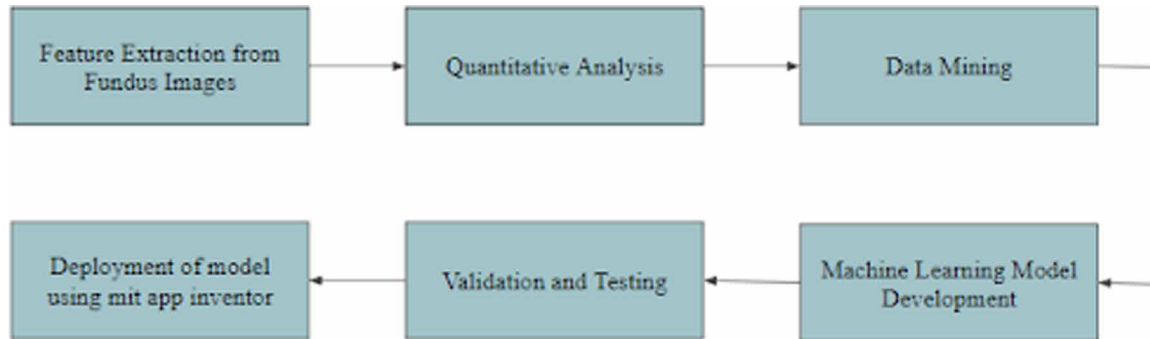 Feature Extraction from
Fundus Images
Quantitative Analysis
Data Mining
Machine Learning Model
Development
Validation and Testing
Deployment of model
using mit app inventor